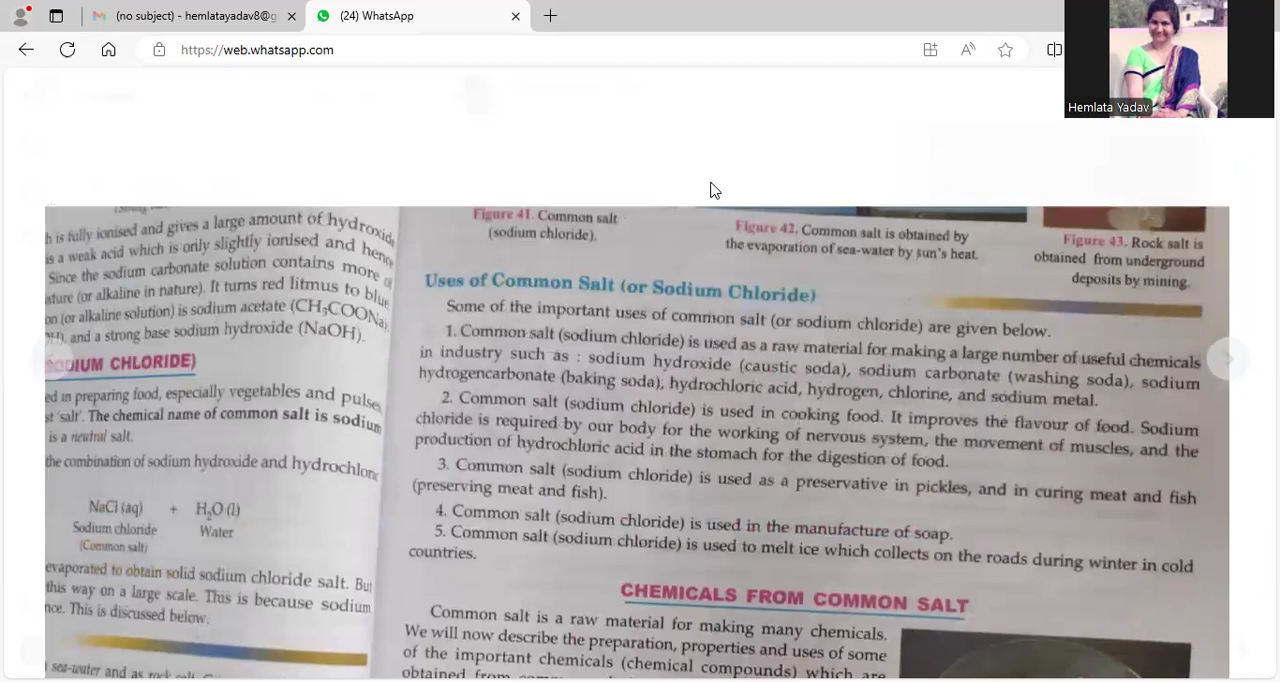 (no subject) - hemlatayadav8@g
(24) WhatsApp
https://web.whatsapp.com
Hemlata Yadav
h is fully ionised and gives a large amount of hydroxide
is a weak acid which is only slightly ionised and hence
Since the sodium carbonate solution contains more of
ature (or alkaline in nature). It turns red litmus to blue
on (or alkaline solution) is sodium acetate (CH₃COONa)
and a strong base sodium hydroxide (NaOH).
SODIUM CHLORIDE)
ed in preparing food, especially vegetables and pulse
st 'salt'. The chemical name of common salt is sodium
is a neutral salt.
the combination of sodium hydroxide and hydrochlor
NaCl (aq) + H₂O (l)
Sodium chloride Water
(Common salt)
evaporated to obtain solid sodium chloride salt. But
this way on a large scale. This is because sodium
nce. This is discussed below.
sea-water and as rock salt.
Figure 41. Common salt
(sodium chloride).
Figure 42. Common salt is obtained by
the evaporation of sea-water by sun's heat.
Figure 43. Rock salt is
obtained from underground
deposits by mining.
Uses of Common Salt (or Sodium Chloride)
Some of the important uses of common salt (or sodium chloride) are given below.
1. Common salt (sodium chloride) is used as a raw material for making a large number of useful chemicals
in industry such as : sodium hydroxide (caustic soda), sodium carbonate (washing soda), sodium
hydrogencarbonate (baking soda), hydrochloric acid, hydrogen, chlorine, and sodium metal.
2. Common salt (sodium chloride) is used in cooking food. It improves the flavour of food. Sodium
chloride is required by our body for the working of nervous system, the movement of muscles, and the
production of hydrochloric acid in the stomach for the digestion of food.
3. Common salt (sodium chloride) is used as a preservative in pickles, and in curing meat and fish
(preserving meat and fish).
4. Common salt (sodium chloride) is used in the manufacture of soap.
5. Common salt (sodium chloride) is used to melt ice which collects on the roads during winter in cold
countries.
CHEMICALS FROM COMMON SALT
Common salt is a raw material for making many chemicals.
We will now describe the preparation, properties and uses of some
of the important chemicals (chemical compounds) which are
obtained from